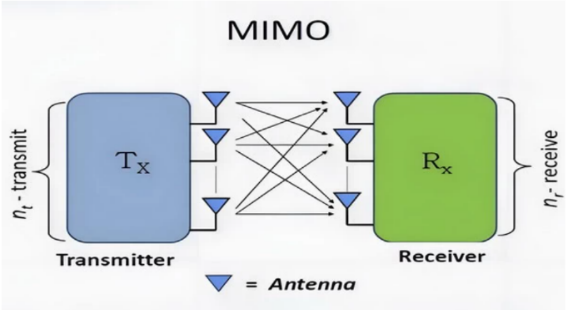 MIMO
n_t - transmit
T_X
R_x
n_r - receive
Transmitter
Receiver
= Antenna